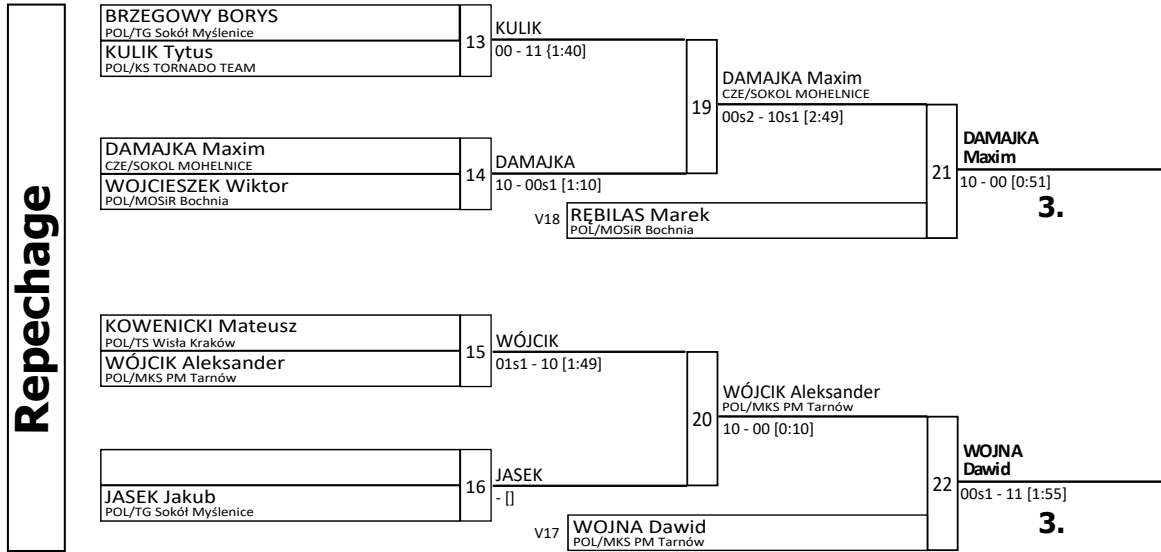 Repechage
BRZEGOWY BORYS
POL/TG Sokół Myślenice
KULIK Tytus
POL/KS TORNADO TEAM
13
KULIK
00 - 11 {1:40]
DAMAJKA Maxim
CZE/SOKOL MOHELNICE
WOJCIESZEK Wiktor
POL/MOSiR Bochnia
14
DAMAJKA
10 - 00s1 [1:10]
19
DAMAJKA Maxim
CZE/SOKOL MOHELNICE
00s2 - 10s1 [2:49]
V18
RĘBILAS Marek
POL/MOSiR Bochnia
21
DAMAJKA
Maxim
10 - 00 [0:51]
3.
KOWENICKI Mateusz
POL/TS Wisła Kraków
WÓJCIK Aleksander
POL/MKS PM Tarnów
15
WÓJCIK
01s1 - 10 [1:49]
JASEK Jakub
POL/TG Sokół Myślenice
16
JASEK
- []
20
WÓJCIK Aleksander
POL/MKS PM Tarnów
10 - 00 [0:10]
V17
WOJNA Dawid
POL/MKS PM Tarnów
22
WOJNA
Dawid
00s1 - 11 [1:55]
3.